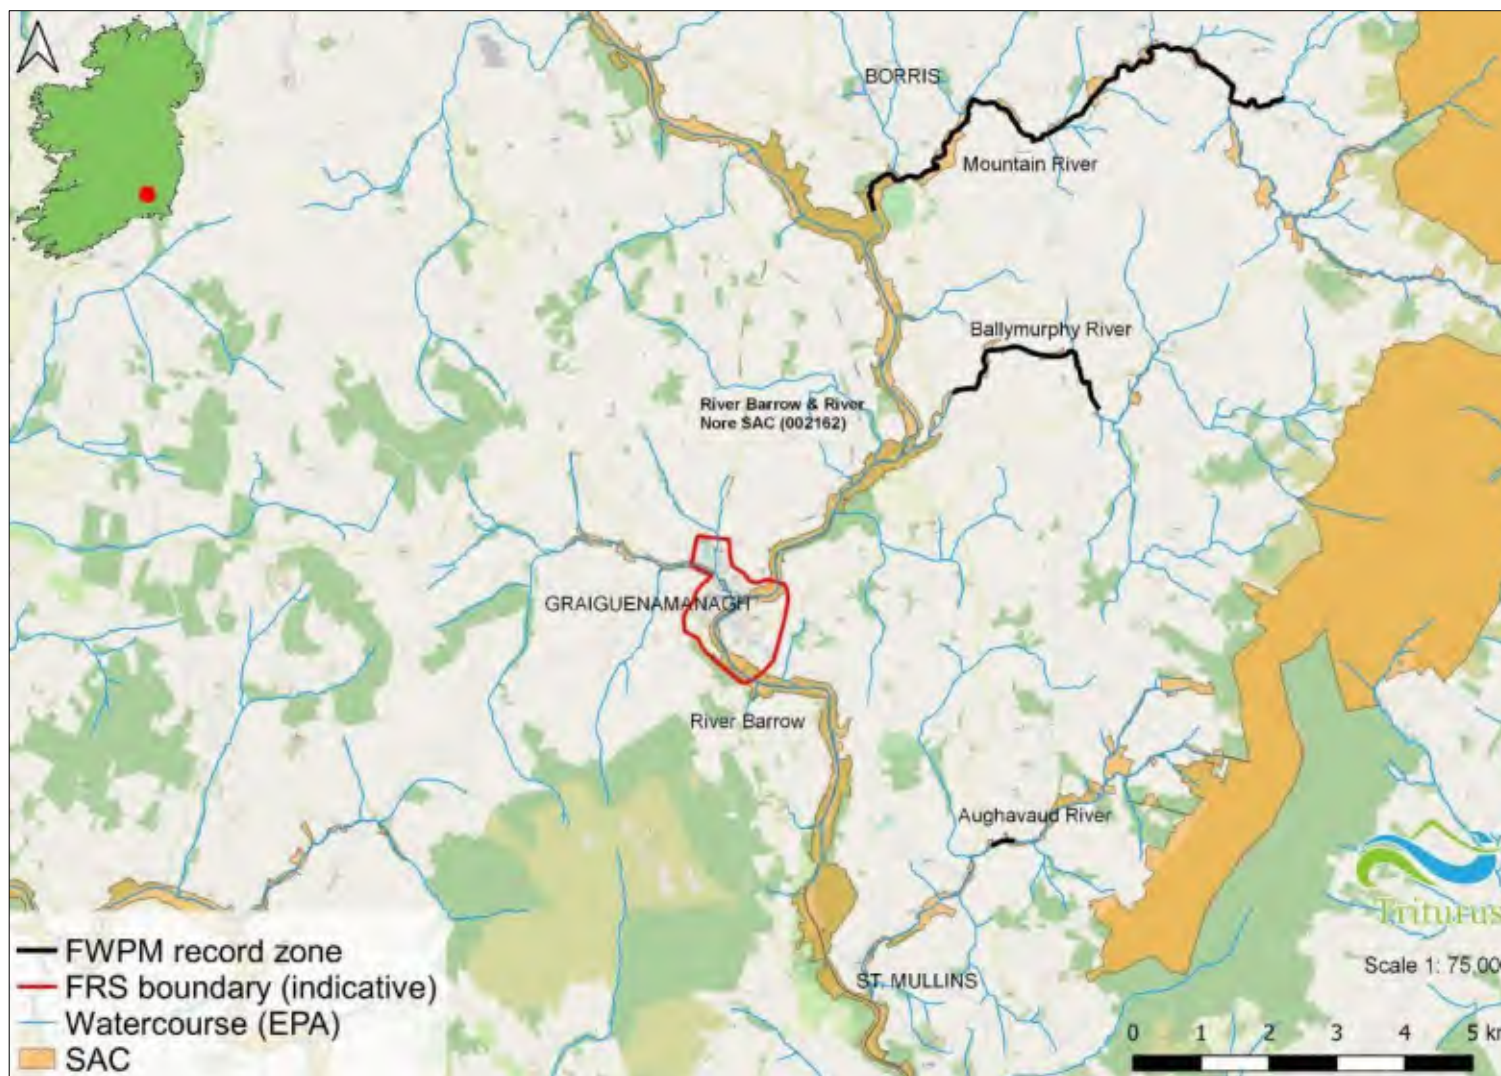 BORRIS
Mountain River
Ballymurphy River
River Barrow & River
Nore SAC (002162)
GRAIGUENAMANAGH
River Barrow
Aughavaud River
Triturus
Scale 1: 75,00
ST. MULLINS
FWPM record zone
FRS boundary (indicative)
Watercourse (EPA)
SAC
0 1 2 3 4 5 km